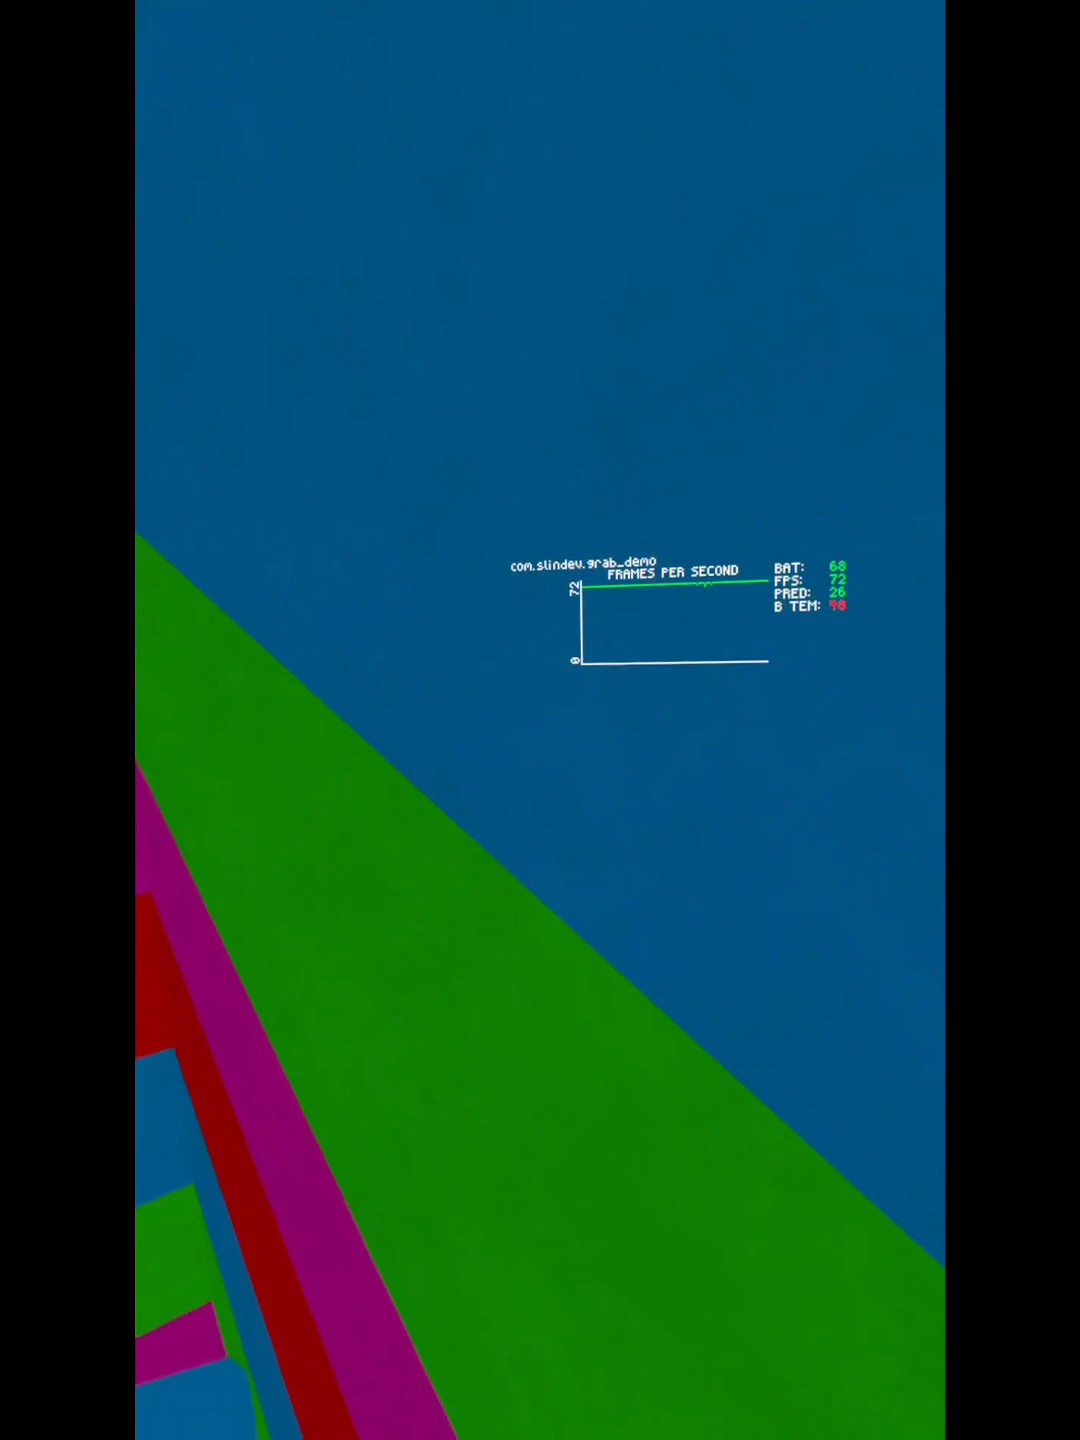 com.slindev.grab_demo
FRAMES PER SECOND
72
0
BAT: 68
FPS: 72
PRED: 26
B TEM: